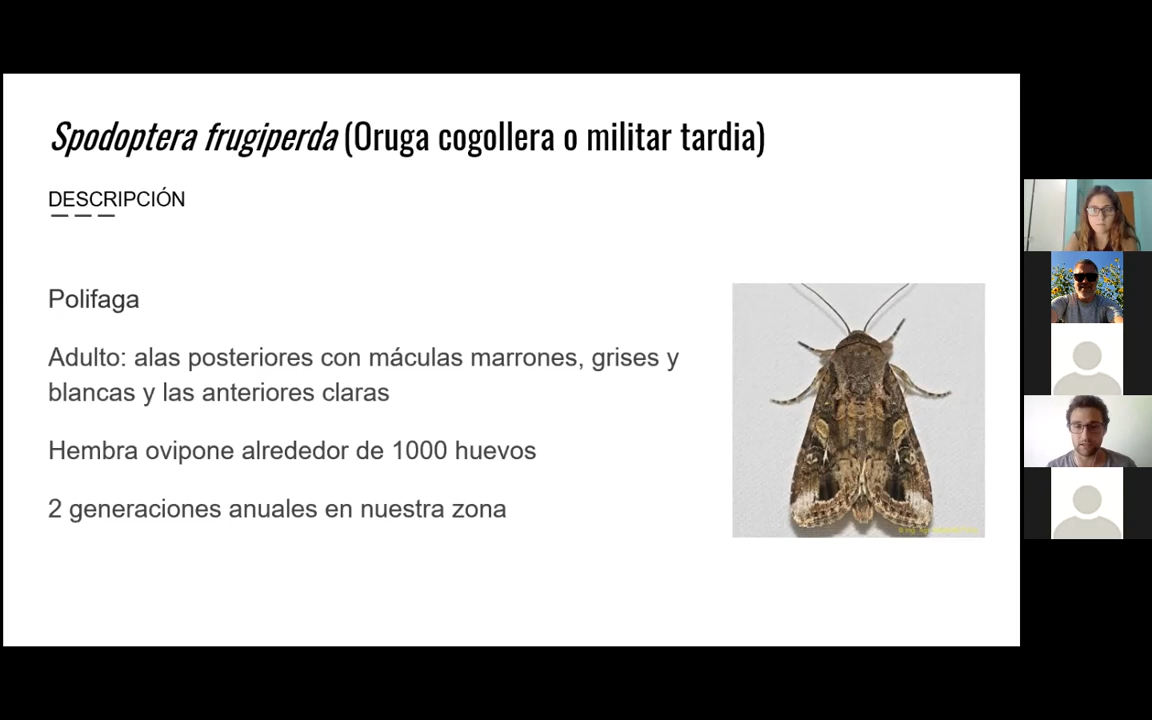 Spodoptera frugiperda (Oruga cogollera o militar tardia)
DESCRIPCIÓN
Polifaga
Adulto: alas posteriores con máculas marrones, grises y
blancas y las anteriores claras
Hembra ovipone alrededor de 1000 huevos
2 generaciones anuales en nuestra zona